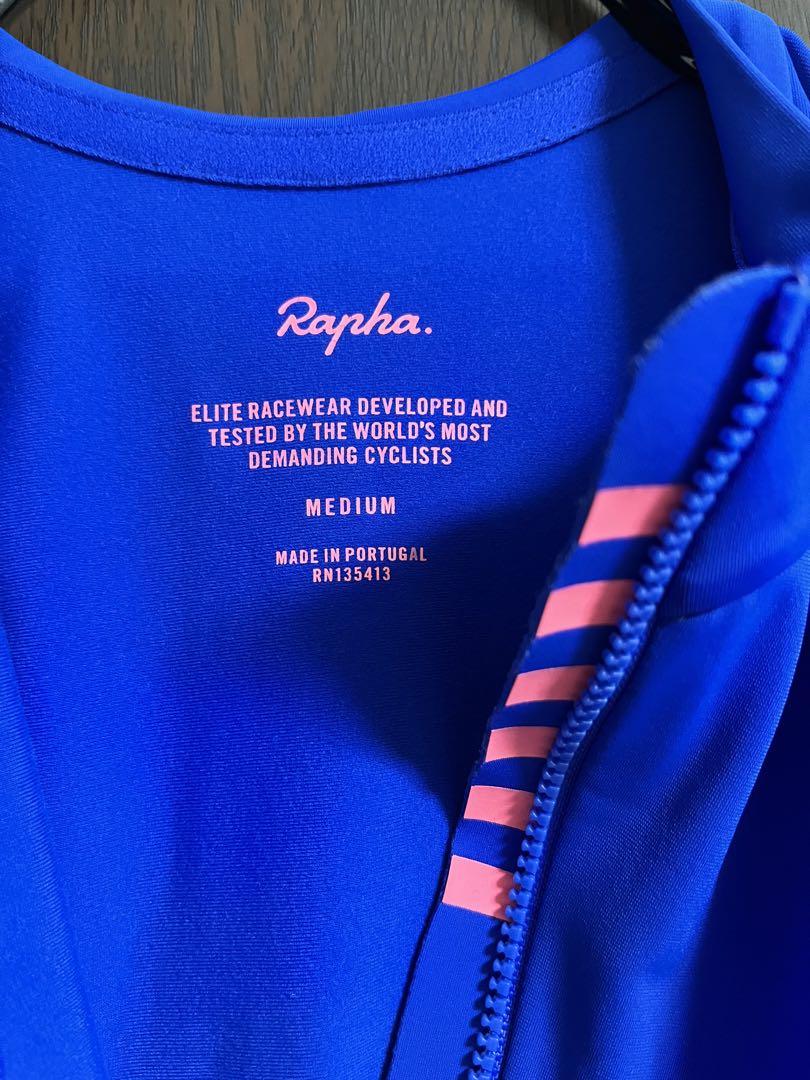 Rapha.
ELITE RACEWEAR DEVELOPED AND
TESTED BY THE WORLD'S MOST
DEMANDING CYCLISTS
MEDIUM
MADE IN PORTUGAL
RN135413